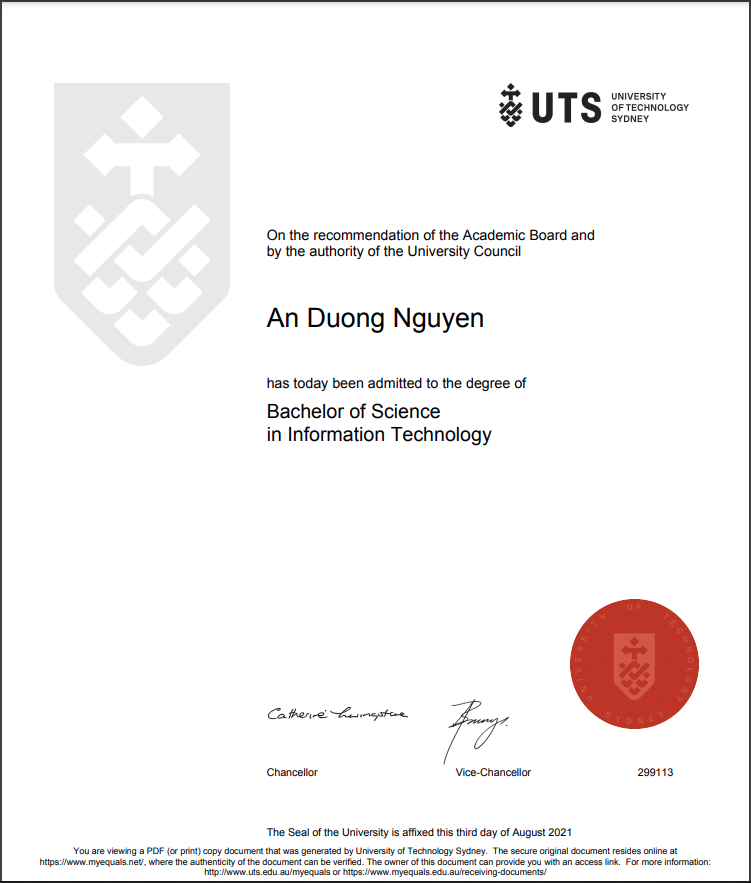 UTS
UNIVERSITY
OF TECHNOLOGY
SYDNEY
On the recommendation of the Academic Board and
by the authority of the University Council
An Duong Nguyen
has today been admitted to the degree of
Bachelor of Science
in Information Technology
UNIVERSITY OF TECHNOLOGY SYDNEY
Catherine Livingstone
Chancellor
Vice-Chancellor
299113
The Seal of the University is affixed this third day of August 2021
You are viewing a PDF (or print) copy document that was generated by University of Technology Sydney. The secure original document resides online at
https://www.myequals.net/, where the authenticity of the document can be verified. The owner of this document can provide you with an access link. For more information:
http://www.uts.edu.au/myequals or https://www.myequals.edu.au/receiving-documents/